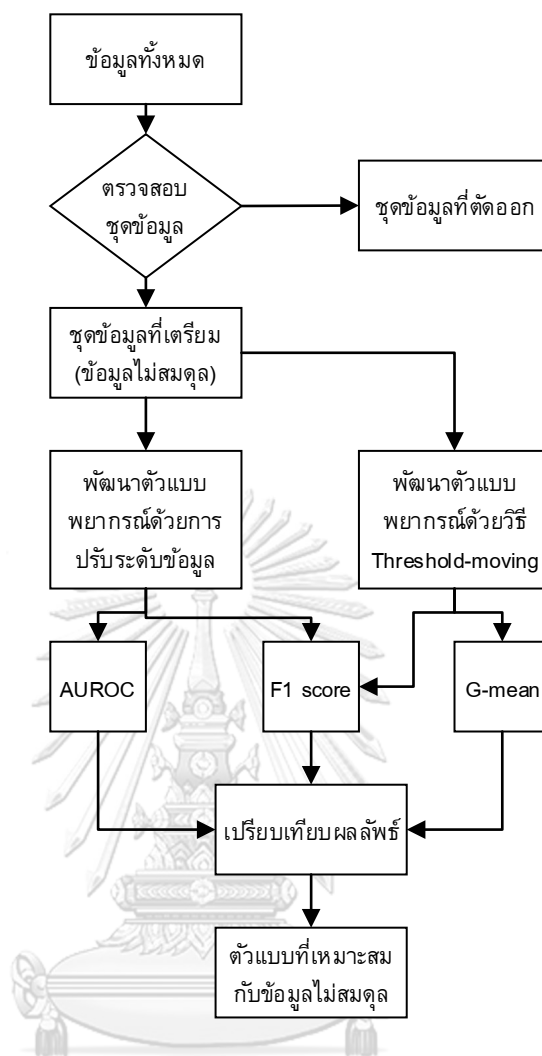 ข้อมูลทั้งหมด
ตรวจสอบ
ชุดข้อมูล
ชุดข้อมูลที่ตัดออก
ชุดข้อมูลที่เตรียม
(ข้อมูลไม่สมดุล)
พัฒนาตัวแบบ
พยากรณ์ด้วยการ
ปรับระดับข้อมูล
พัฒนาตัวแบบ
พยากรณ์ด้วยวิธี
Threshold-moving
AUROC
F1 score
G-mean
เปรียบเทียบผลลัพธ์
ตัวแบบที่เหมาะสม
กับข้อมูลไม่สมดุล